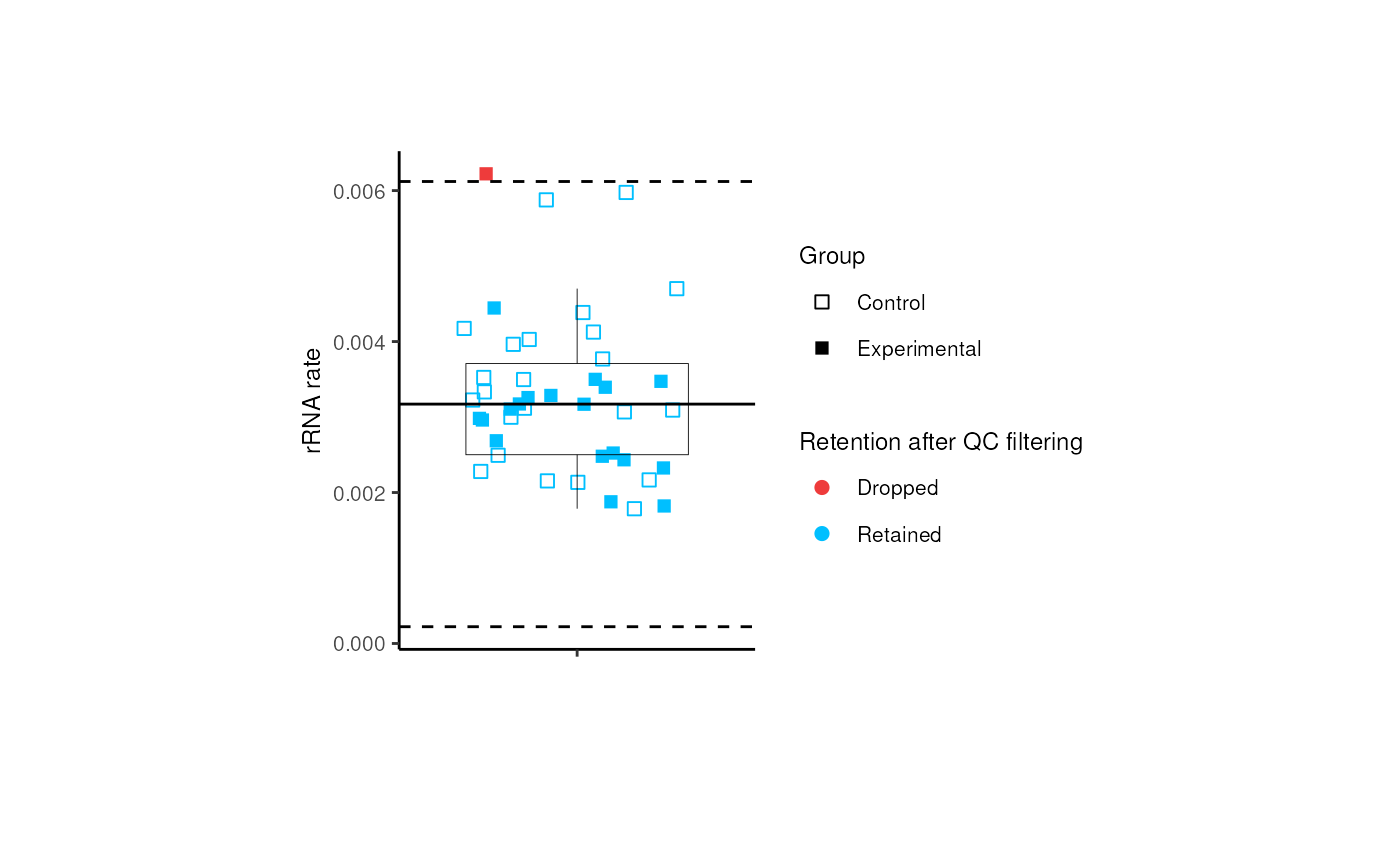 rRNA rate
0.006
0.004
0.002
0.000
Group
Control
Experimental
Retention after QC filtering
Dropped
Retained